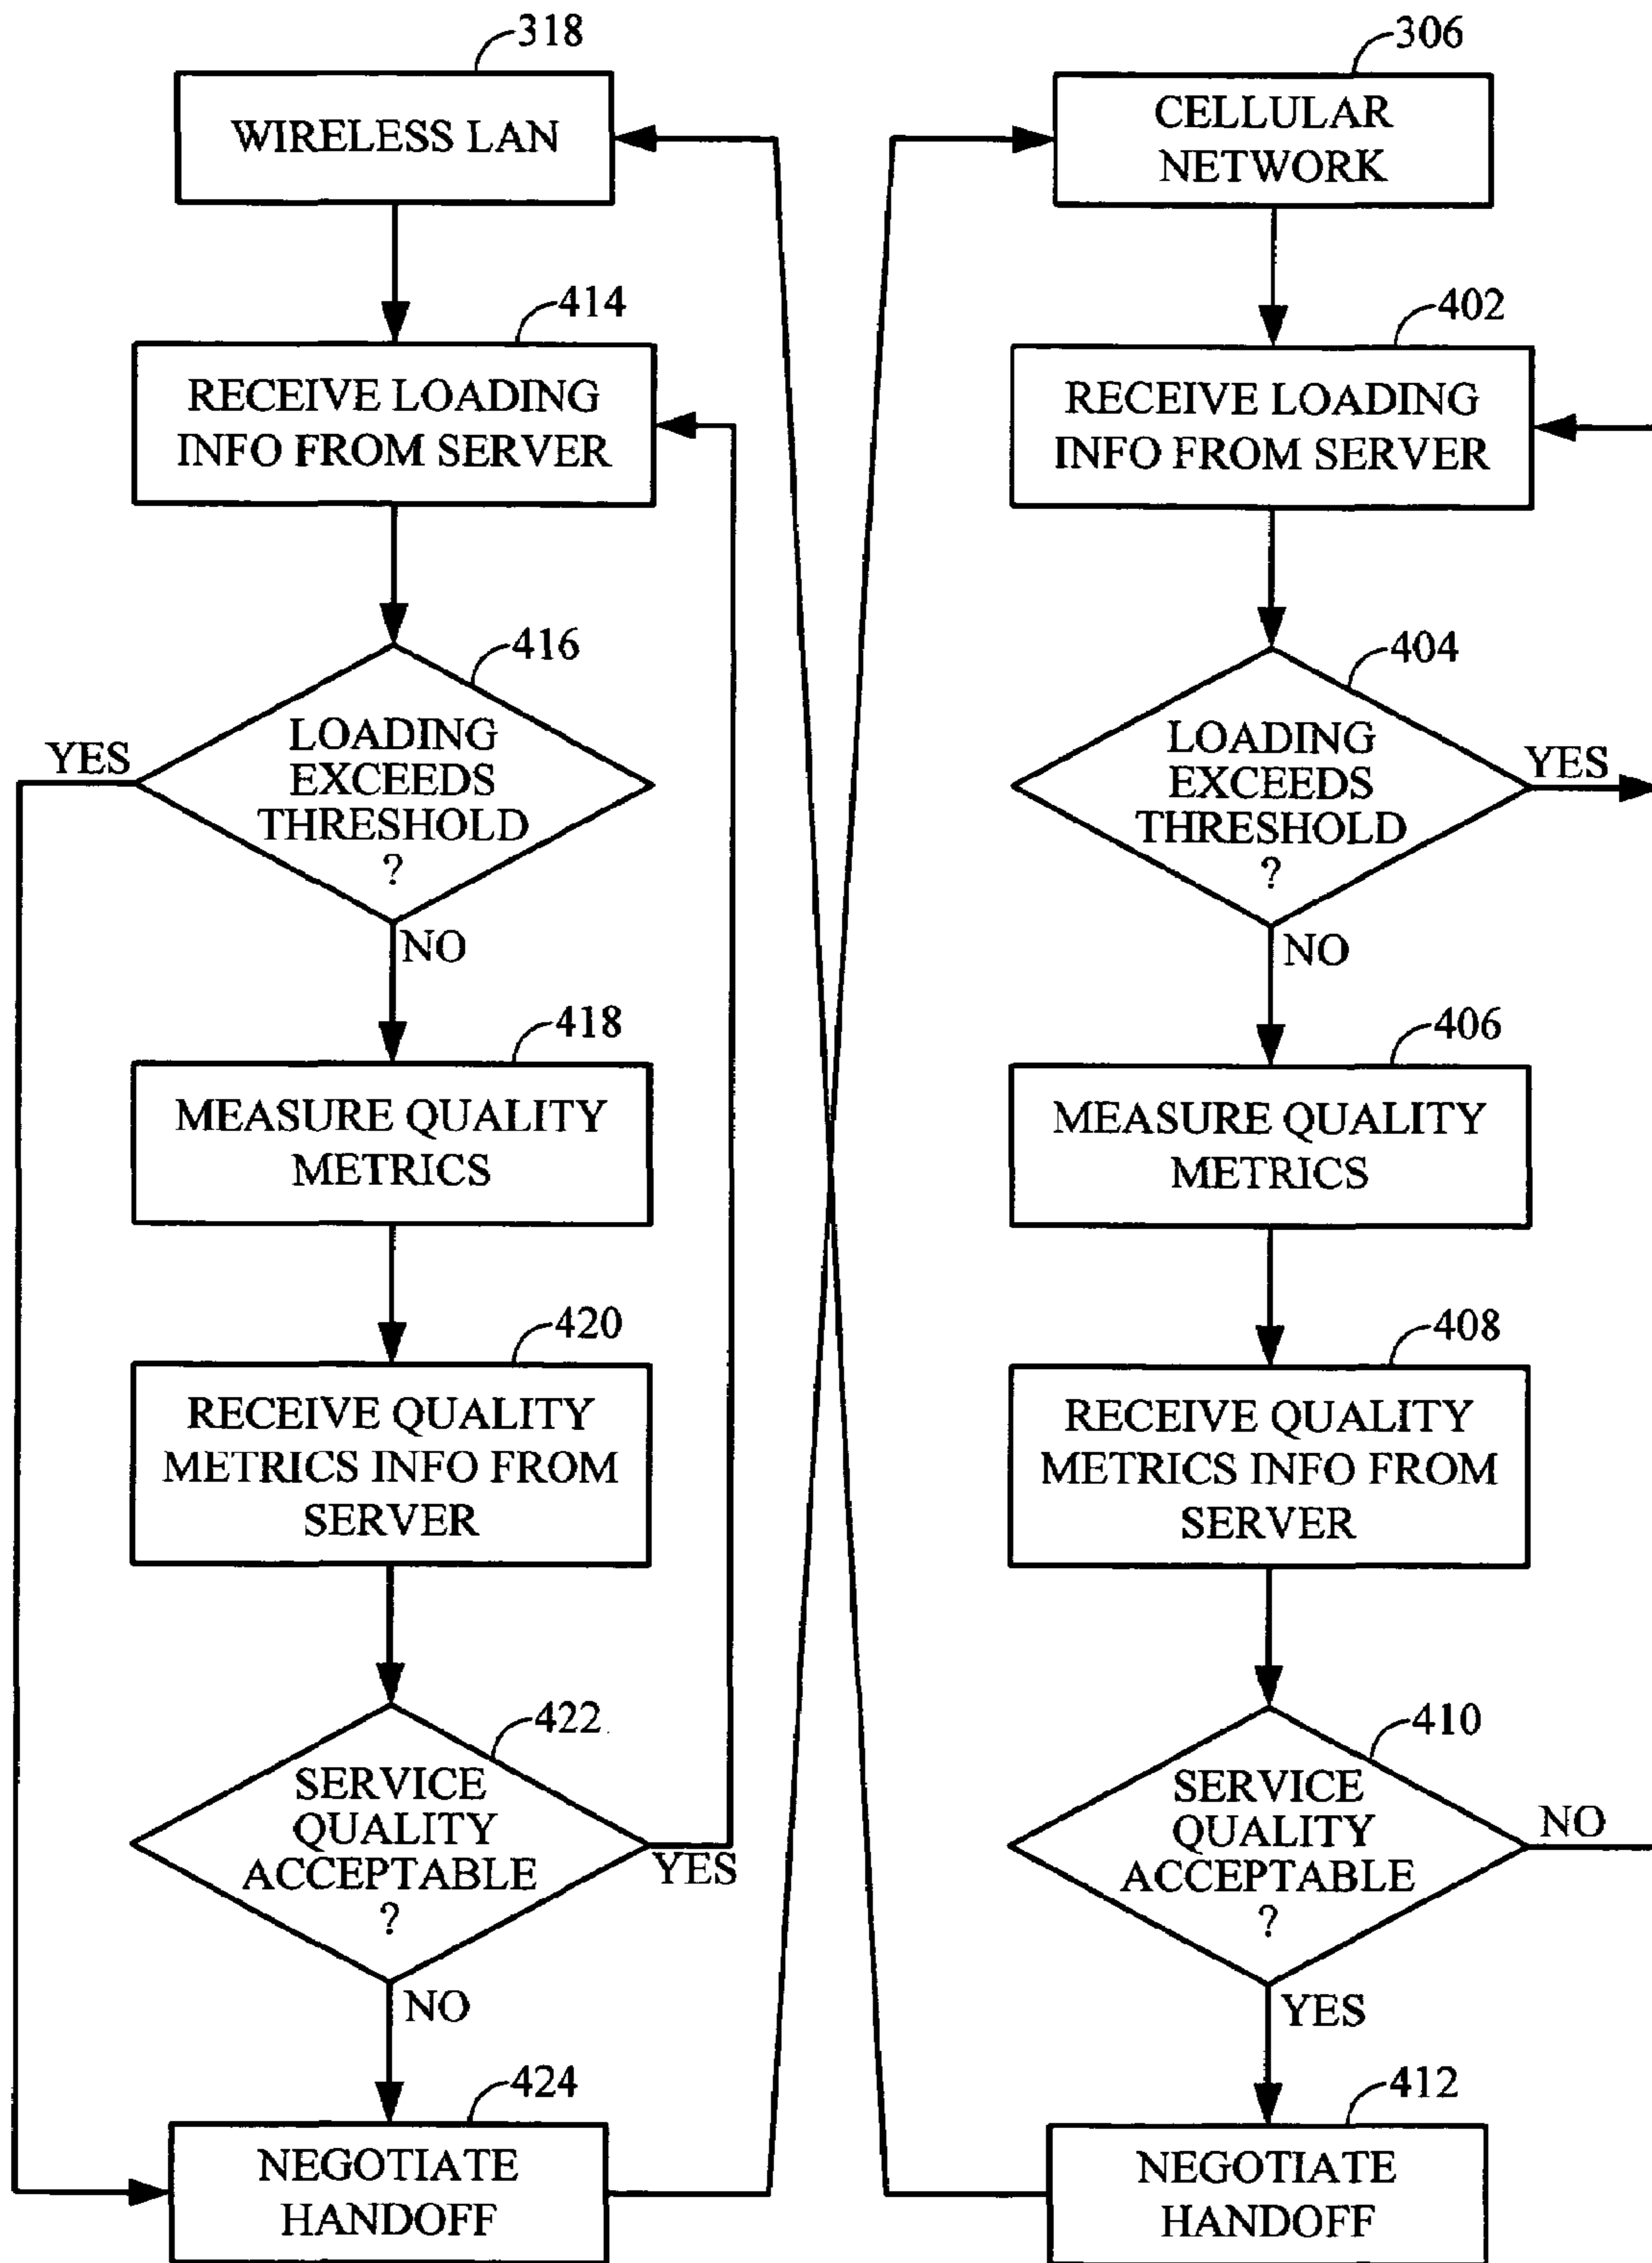 318
WIRELESS LAN
414
RECEIVE LOADING
INFO FROM SERVER
416
LOADING
EXCEEDS
THRESHOLD
?
YES
NO
418
MEASURE QUALITY
METRICS
420
RECEIVE QUALITY
METRICS INFO FROM
SERVER
422
SERVICE
QUALITY
ACCEPTABLE
?
YES
NO
424
NEGOTIATE
HANDOFF
306
CELLULAR
NETWORK
402
RECEIVE LOADING
INFO FROM SERVER
404
LOADING
EXCEEDS
THRESHOLD
?
YES
NO
406
MEASURE QUALITY
METRICS
408
RECEIVE QUALITY
METRICS INFO FROM
SERVER
410
SERVICE
QUALITY
ACCEPTABLE
?
NO
YES
412
NEGOTIATE
HANDOFF